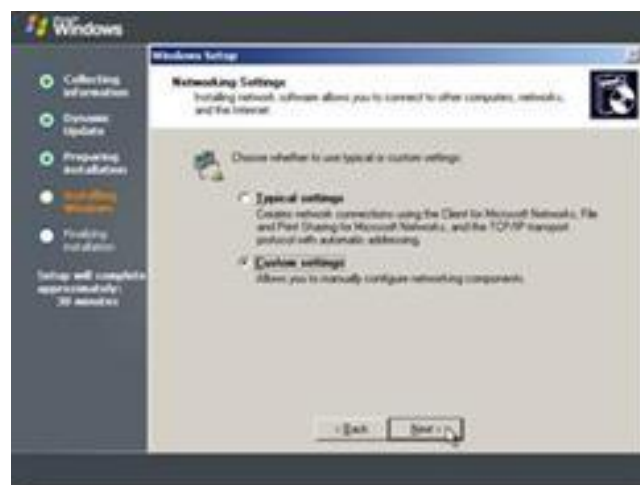 Windows
Collecting
information
Dynamic
Update
Preparing
installation
Installing
Windows
Finalizing
installation
Setup will complete
approximately:
30 minutes
Windows Setup
Networking Settings
Installing network software allows you to connect to other computers, networks,
and the Internet
Choose whether to use typical or custom settings:
Typical settings
Creates network connections using the Client for Microsoft Networks, File
and Print Sharing for Microsoft Networks, and the TCP/IP transport
protocol with automatic addressing.
Custom settings
Allows you to manually configure networking components.
< Back
Next >